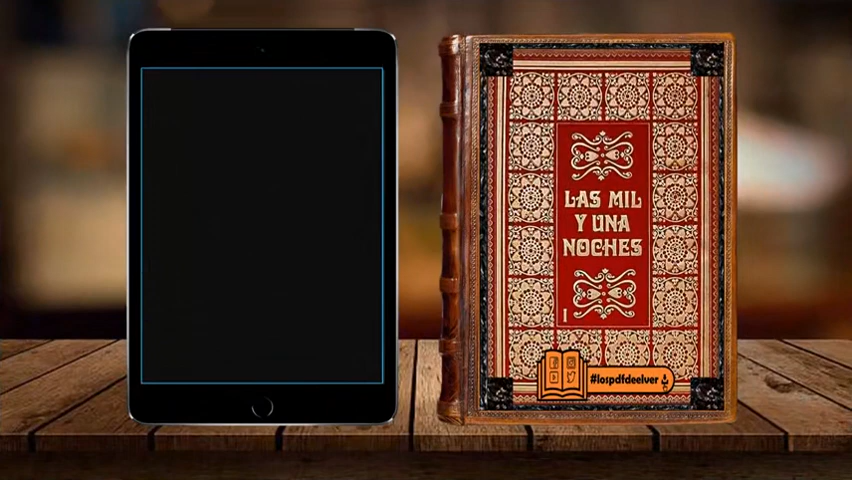 LAS MIL
Y UNA
NOCHES
I
#lospdfdeelver